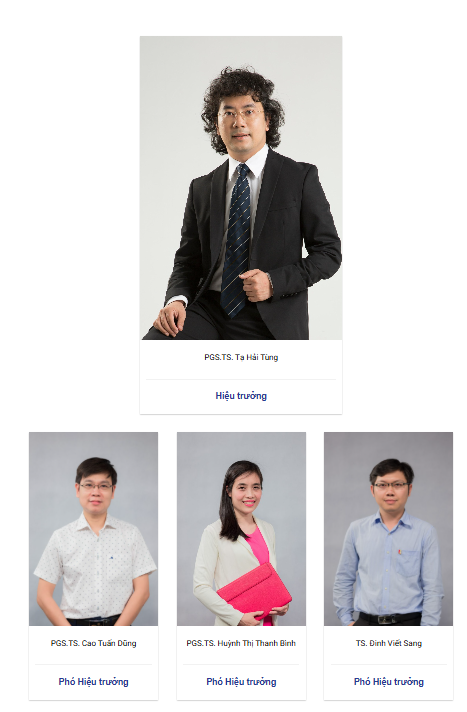 PGS.TS. Tạ Hải Tùng
Hiệu trưởng
PGS.TS. Cao Tuấn Dũng
PGS.TS. Huỳnh Thị Thanh Bình
TS. Đinh Viết Sang
Phó Hiệu trưởng
Phó Hiệu trưởng
Phó Hiệu trưởng